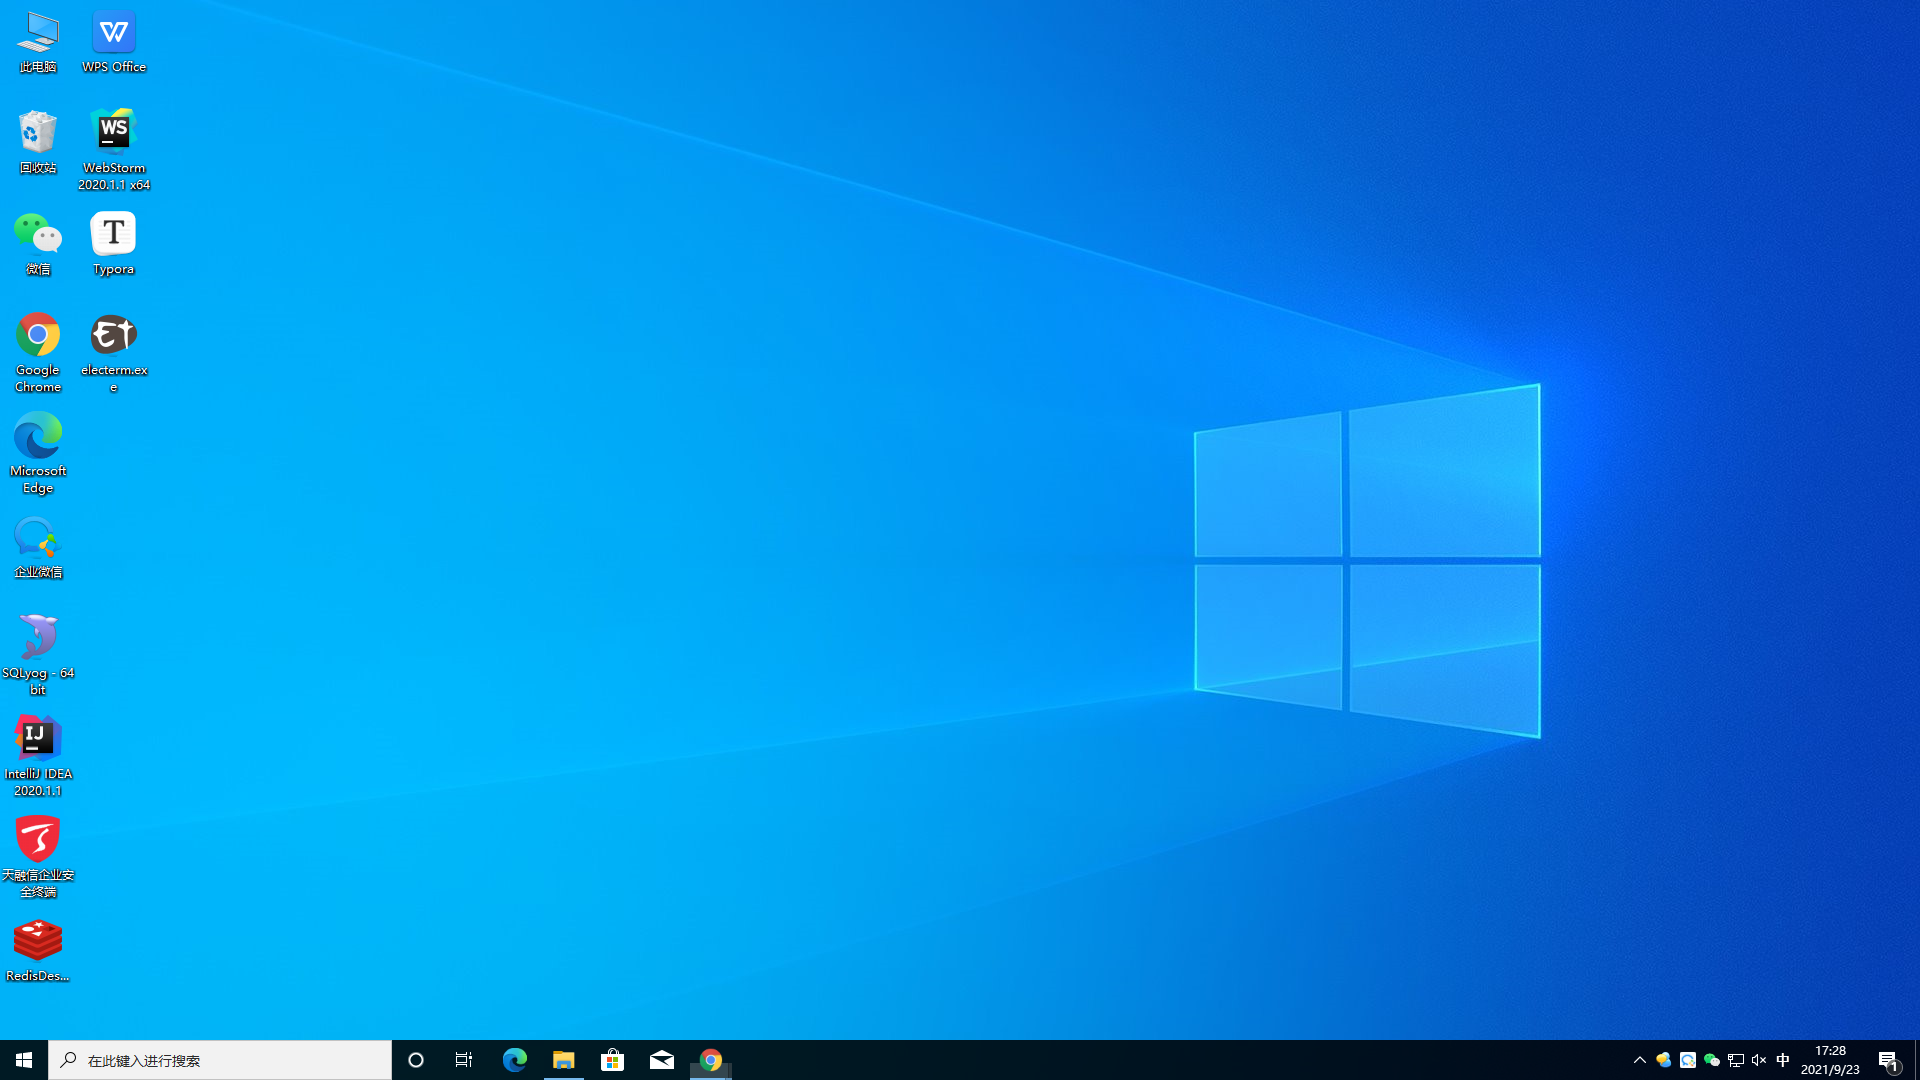 此电脑
WPS Office
回收站
WS
WebStorm
2020.1.1 x64
微信
T
Typora
Google
Chrome
Et
electerm.ex
e
Microsoft
Edge
企业微信
SQLyog - 64
bit
IJ
IntelliJ IDEA
2020.1.1
天融信企业安
全终端
RedisDes...
在此键入进行搜索
中
17:28
2021/9/23
1